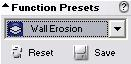 Function Presets ?
Wall Erosion
Reset Save